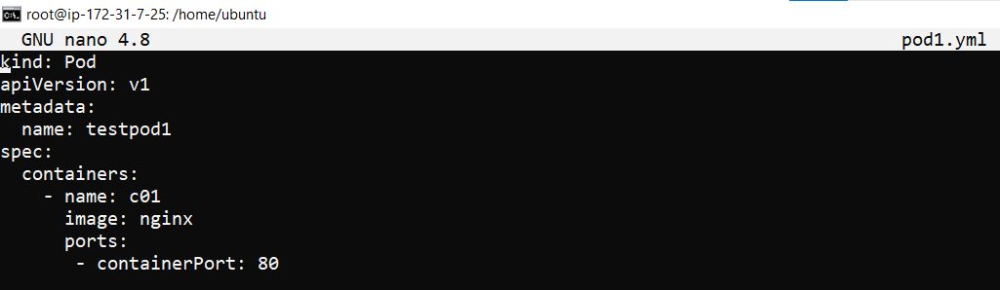 root@ip-172-31-7-25: /home/ubuntu
GNU nano 4.8 pod1.yml
kind: Pod
apiVersion: v1
metadata:
  name: testpod1
spec:
  containers:
    - name: c01
      image: nginx
      ports:
       - containerPort: 80